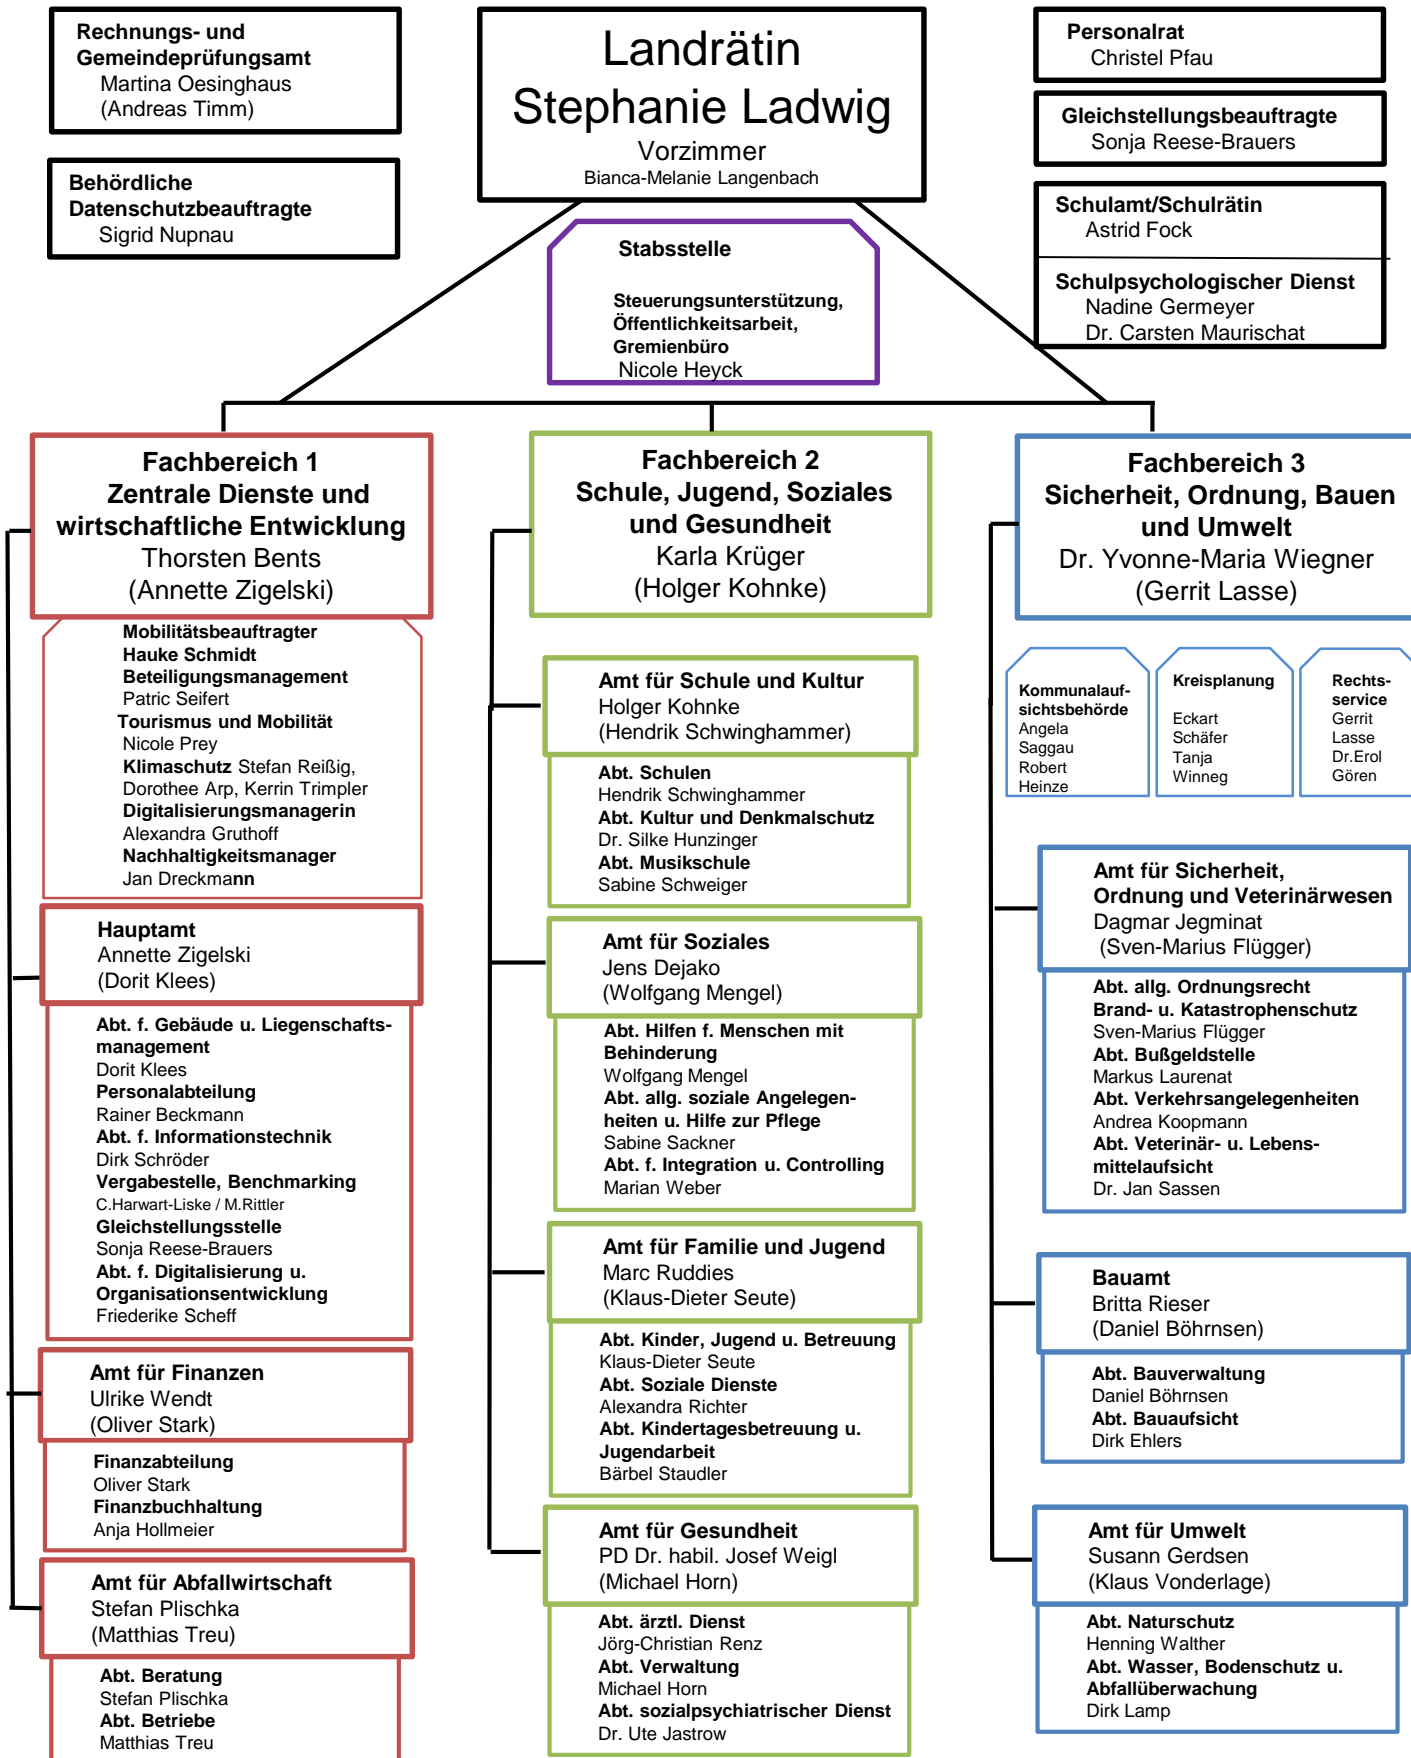 Rechnungs- und
Gemeindeprüfungsamt
Martina Oesinghaus
(Andreas Timm)
Behördliche
Datenschutzbeauftragte
Sigrid Nupnau
Landrätin
Stephanie Ladwig
Vorzimmer
Bianca-Melanie Langenbach
Personalrat
Christel Pfau
Gleichstellungsbeauftragte
Sonja Reese-Brauers
Schulamt/Schulrätin
Astrid Fock
Schulpsychologischer Dienst
Nadine Germeyer
Dr. Carsten Maurischat
Stabsstelle
Steuerungsunterstützung,
Öffentlichkeitsarbeit,
Gremienbüro
Nicole Heyck
Fachbereich 1
Zentrale Dienste und
wirtschaftliche Entwicklung
Thorsten Bents
(Annette Zigelski)
Mobilitätsbeauftragter
Hauke Schmidt
Beteiligungsmanagement
Patric Seifert
Tourismus und Mobilität
Nicole Prey
Klimaschutz Stefan Reißig,
Dorothee Arp, Kerrin Trimpler
Digitalisierungsmanagerin
Alexandra Gruthoff
Nachhaltigkeitsmanager
Jan Dreckmann
Hauptamt
Annette Zigelski
(Dorit Klees)
Abt. f. Gebäude u. Liegenschafts-
management
Dorit Klees
Personalabteilung
Rainer Beckmann
Abt. f. Informationstechnik
Dirk Schröder
Vergabestelle, Benchmarking
C.Harwart-Liske / M.Rittler
Gleichstellungsstelle
Sonja Reese-Brauers
Abt. f. Digitalisierung u.
Organisationsentwicklung
Friederike Scheff
Amt für Finanzen
Ulrike Wendt
(Oliver Stark)
Finanzabteilung
Oliver Stark
Finanzbuchhaltung
Anja Hollmeier
Amt für Abfallwirtschaft
Stefan Plischka
(Matthias Treu)
Abt. Beratung
Stefan Plischka
Abt. Betriebe
Matthias Treu
Fachbereich 2
Schule, Jugend, Soziales
und Gesundheit
Karla Krüger
(Holger Kohnke)
Amt für Schule und Kultur
Holger Kohnke
(Hendrik Schwinghammer)
Abt. Schulen
Hendrik Schwinghammer
Abt. Kultur und Denkmalschutz
Dr. Silke Hunzinger
Abt. Musikschule
Sabine Schweiger
Amt für Soziales
Jens Dejako
(Wolfgang Mengel)
Abt. Hilfen f. Menschen mit
Behinderung
Wolfgang Mengel
Abt. allg. soziale Angelegen-
heiten u. Hilfe zur Pflege
Sabine Sackner
Abt. f. Integration u. Controlling
Marian Weber
Amt für Familie und Jugend
Marc Ruddies
(Klaus-Dieter Seute)
Abt. Kinder, Jugend u. Betreuung
Klaus-Dieter Seute
Abt. Soziale Dienste
Alexandra Richter
Abt. Kindertagesbetreuung u.
Jugendarbeit
Bärbel Staudler
Amt für Gesundheit
PD Dr. habil. Josef Weigl
(Michael Horn)
Abt. ärztl. Dienst
Jörg-Christian Renz
Abt. Verwaltung
Michael Horn
Abt. sozialpsychiatrischer Dienst
Dr. Ute Jastrow
Fachbereich 3
Sicherheit, Ordnung, Bauen
und Umwelt
Dr. Yvonne-Maria Wiegner
(Gerrit Lasse)
Kommunalauf-
sichtsbehörde
Angela
Saggau
Robert
Heinze
Kreisplanung
Eckart
Schäfer
Tanja
Winneg
Rechts-
service
Gerrit
Lasse
Dr.Erol
Gören
Amt für Sicherheit,
Ordnung und Veterinärwesen
Dagmar Jegminat
(Sven-Marius Flügger)
Abt. allg. Ordnungsrecht
Brand- u. Katastrophenschutz
Sven-Marius Flügger
Abt. Bußgeldstelle
Markus Laurenat
Abt. Verkehrsangelegenheiten
Andrea Koopmann
Abt. Veterinär- u. Lebens-
mittelaufsicht
Dr. Jan Sassen
Bauamt
Britta Rieser
(Daniel Böhrnsen)
Abt. Bauverwaltung
Daniel Böhrnsen
Abt. Bauaufsicht
Dirk Ehlers
Amt für Umwelt
Susann Gerdsen
(Klaus Vonderlage)
Abt. Naturschutz
Henning Walther
Abt. Wasser, Bodenschutz u.
Abfallüberwachung
Dirk Lamp